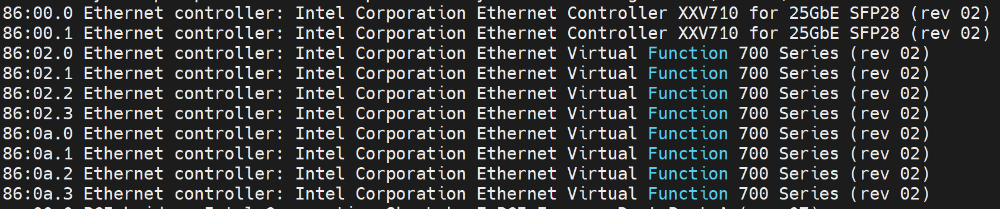 86:00.0 Ethernet controller: Intel Corporation Ethernet Controller XXV710 for 25GbE SFP28 (rev 02)
86:00.1 Ethernet controller: Intel Corporation Ethernet Controller XXV710 for 25GbE SFP28 (rev 02)
86:02.0 Ethernet controller: Intel Corporation Ethernet Virtual Function 700 Series (rev 02)
86:02.1 Ethernet controller: Intel Corporation Ethernet Virtual Function 700 Series (rev 02)
86:02.2 Ethernet controller: Intel Corporation Ethernet Virtual Function 700 Series (rev 02)
86:02.3 Ethernet controller: Intel Corporation Ethernet Virtual Function 700 Series (rev 02)
86:0a.0 Ethernet controller: Intel Corporation Ethernet Virtual Function 700 Series (rev 02)
86:0a.1 Ethernet controller: Intel Corporation Ethernet Virtual Function 700 Series (rev 02)
86:0a.2 Ethernet controller: Intel Corporation Ethernet Virtual Function 700 Series (rev 02)
86:0a.3 Ethernet controller: Intel Corporation Ethernet Virtual Function 700 Series (rev 02)